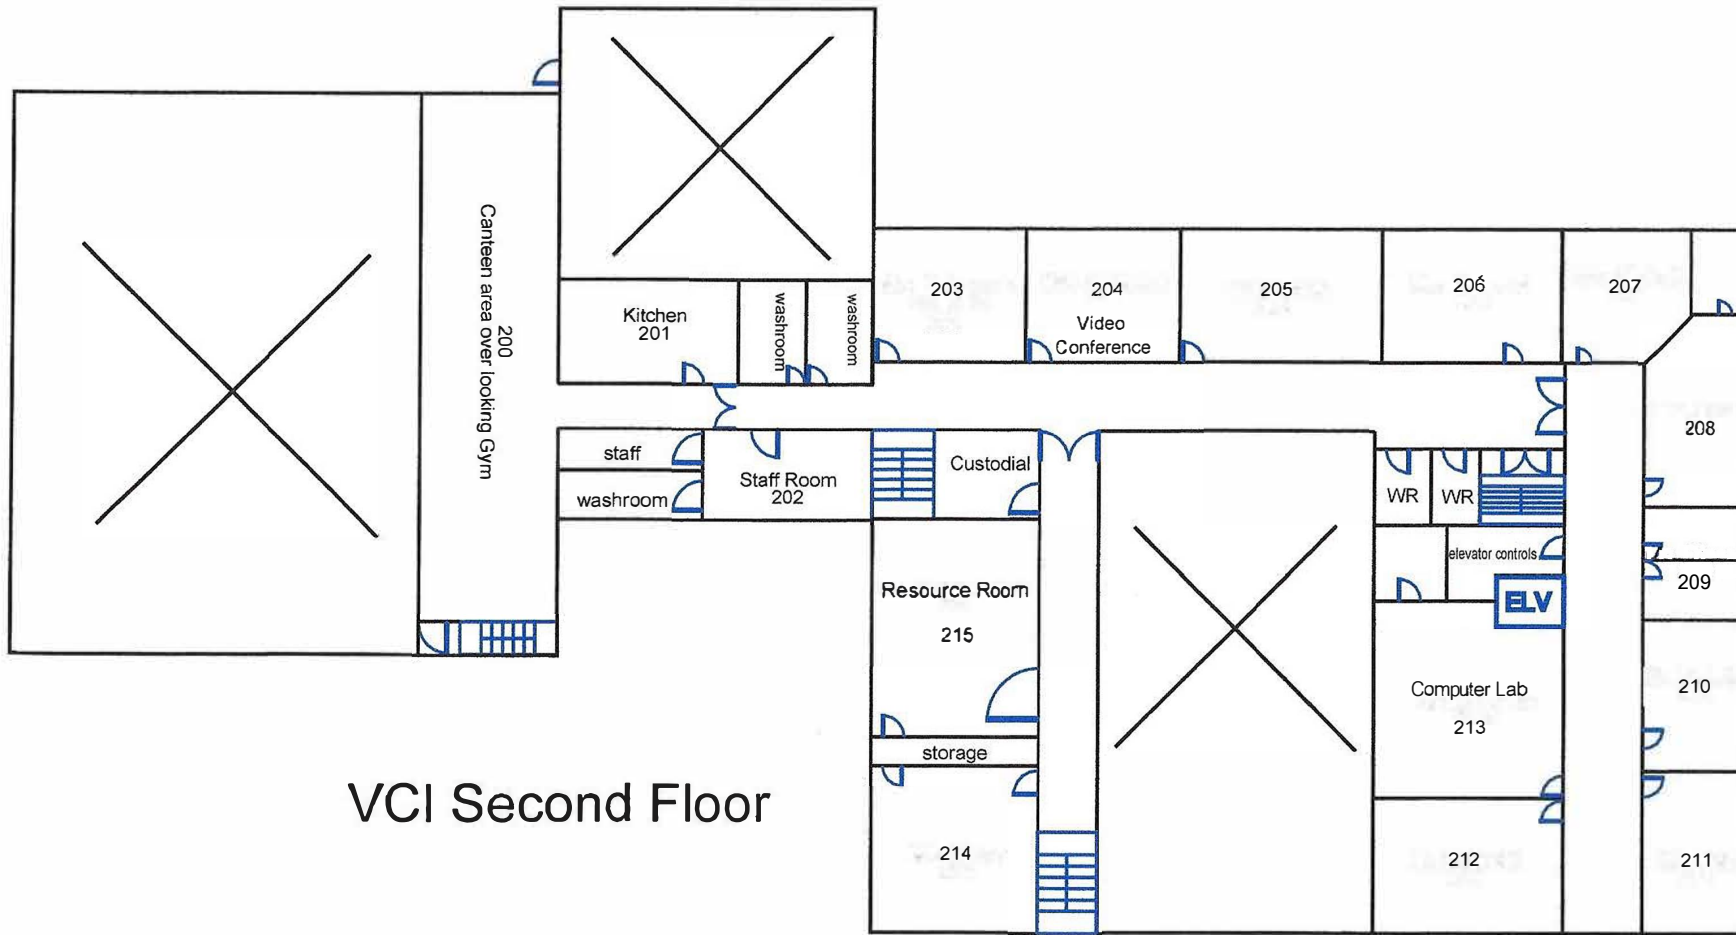 Canteen area over looking Gym
200
Kitchen
201
washroom
washroom
203
204
Video
Conference
205
206
207
208
staff
washroom
Staff Room
202
Custodial
WR
WR
elevator controls
ELV
209
Resource Room
215
210
Computer Lab
213
storage
VCI Second Floor
214
212
211